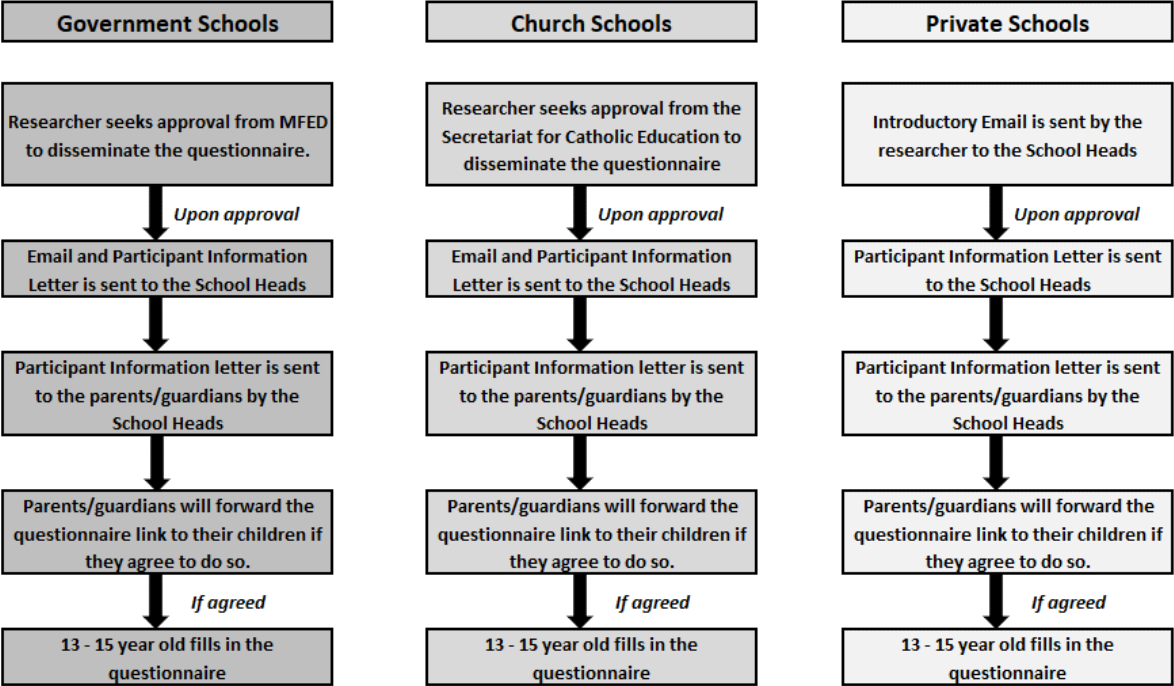 Government Schools
Researcher seeks approval from MFED
to disseminate the questionnaire.
Upon approval
Email and Participant Information
Letter is sent to the School Heads
Participant Information letter is sent
to the parents/guardians by the
School Heads
Parents/guardians will forward the
questionnaire link to their children if
they agree to do so.
If agreed
13 - 15 year old fills in the
questionnaire
Church Schools
Researcher seeks approval from the
Secretariat for Catholic Education to
disseminate the questionnaire
Upon approval
Email and Participant Information
Letter is sent to the School Heads
Participant Information letter is sent
to the parents/guardians by the
School Heads
Parents/guardians will forward the
questionnaire link to their children if
they agree to do so.
If agreed
13 - 15 year old fills in the
questionnaire
Private Schools
Introductory Email is sent by the
researcher to the School Heads
Upon approval
Participant Information Letter is sent
to the School Heads
Participant Information letter is sent
to the parents/guardians by the
School Heads
Parents/guardians will forward the
questionnaire link to their children if
they agree to do so.
If agreed
13 - 15 year old fills in the
questionnaire